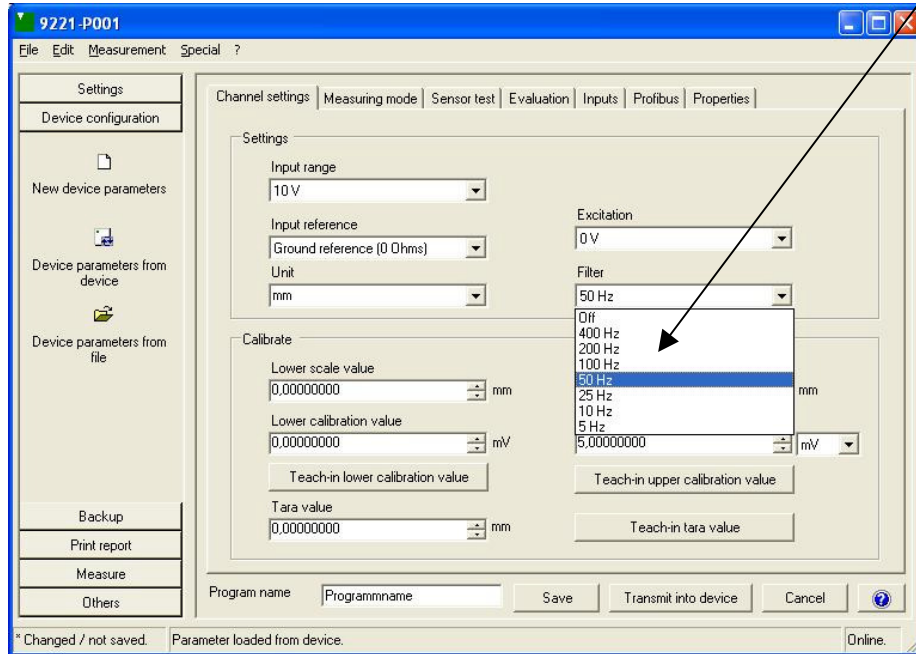 9221-P001
File Edit Measurement Special ?
Settings
Device configuration
New device parameters
Device parameters from
device
Device parameters from
file
Backup
Print report
Measure
Others
Channel settings Measuring mode Sensor test Evaluation Inputs Profibus Properties
Settings
Input range
10 V
Input reference
Ground reference (0 Ohms)
Excitation
0 V
Unit
mm
Filter
50 Hz
Off
400 Hz
200 Hz
100 Hz
50 Hz
25 Hz
10 Hz
5 Hz
Calibrate
Lower scale value
0,00000000 mm
mm
Lower calibration value
0,00000000 mV
5,00000000 mV
Teach-in lower calibration value
Teach-in upper calibration value
Tara value
0,00000000 mm
Teach-in tara value
Program name Programmname Save Transmit into device Cancel ?
* Changed / not saved. Parameter loaded from device. Online.